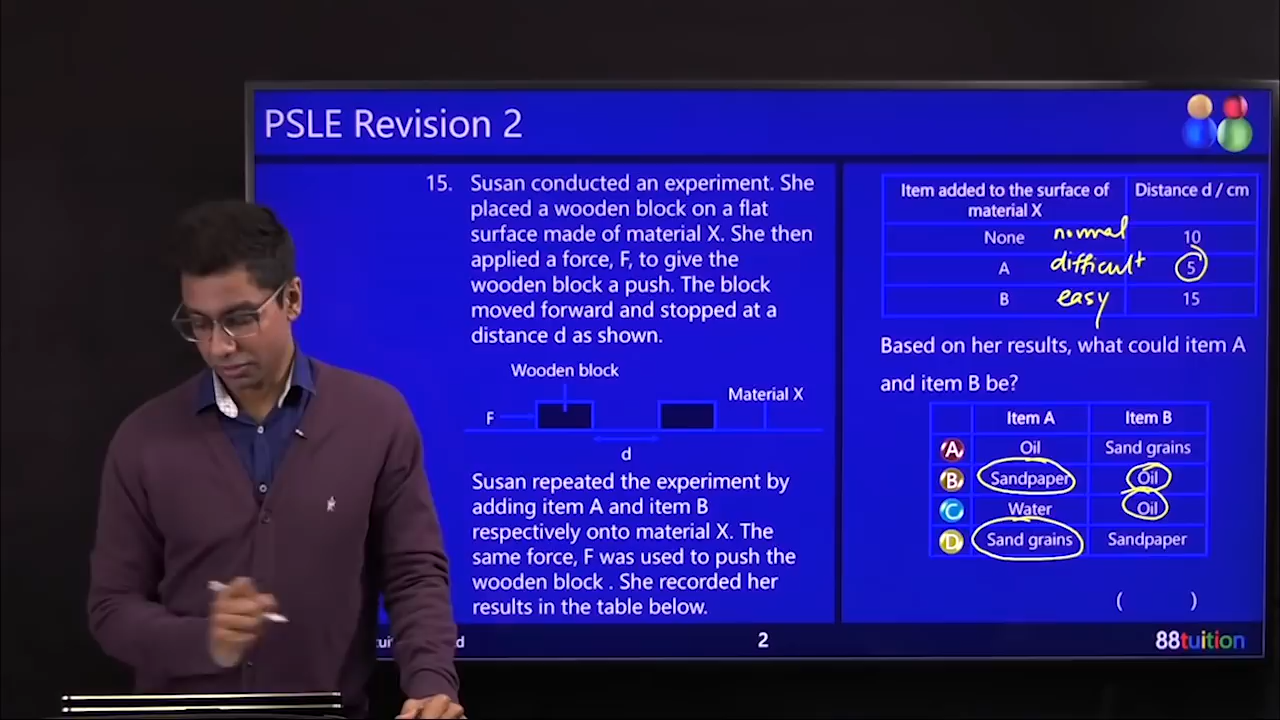 PSLE Revision 2
15. Susan conducted an experiment. She
placed a wooden block on a flat
surface made of material X. She then
applied a force, F, to give the
wooden block a push. The block
moved forward and stopped at a
distance d as shown.
Wooden block
Material X
F
d
Susan repeated the experiment by
adding item A and item B
respectively onto material X. The
same force, F was used to push the
wooden block . She recorded her
results in the table below.
Item added to the surface of
material X
Distance d / cm
None normal 10
A difficult 5
B easy 15
Based on her results, what could item A
and item B be?
Item A Item B
A Oil Sand grains
B Sandpaper Oil
C Water Oil
D Sand grains Sandpaper
( )
2
88tuition